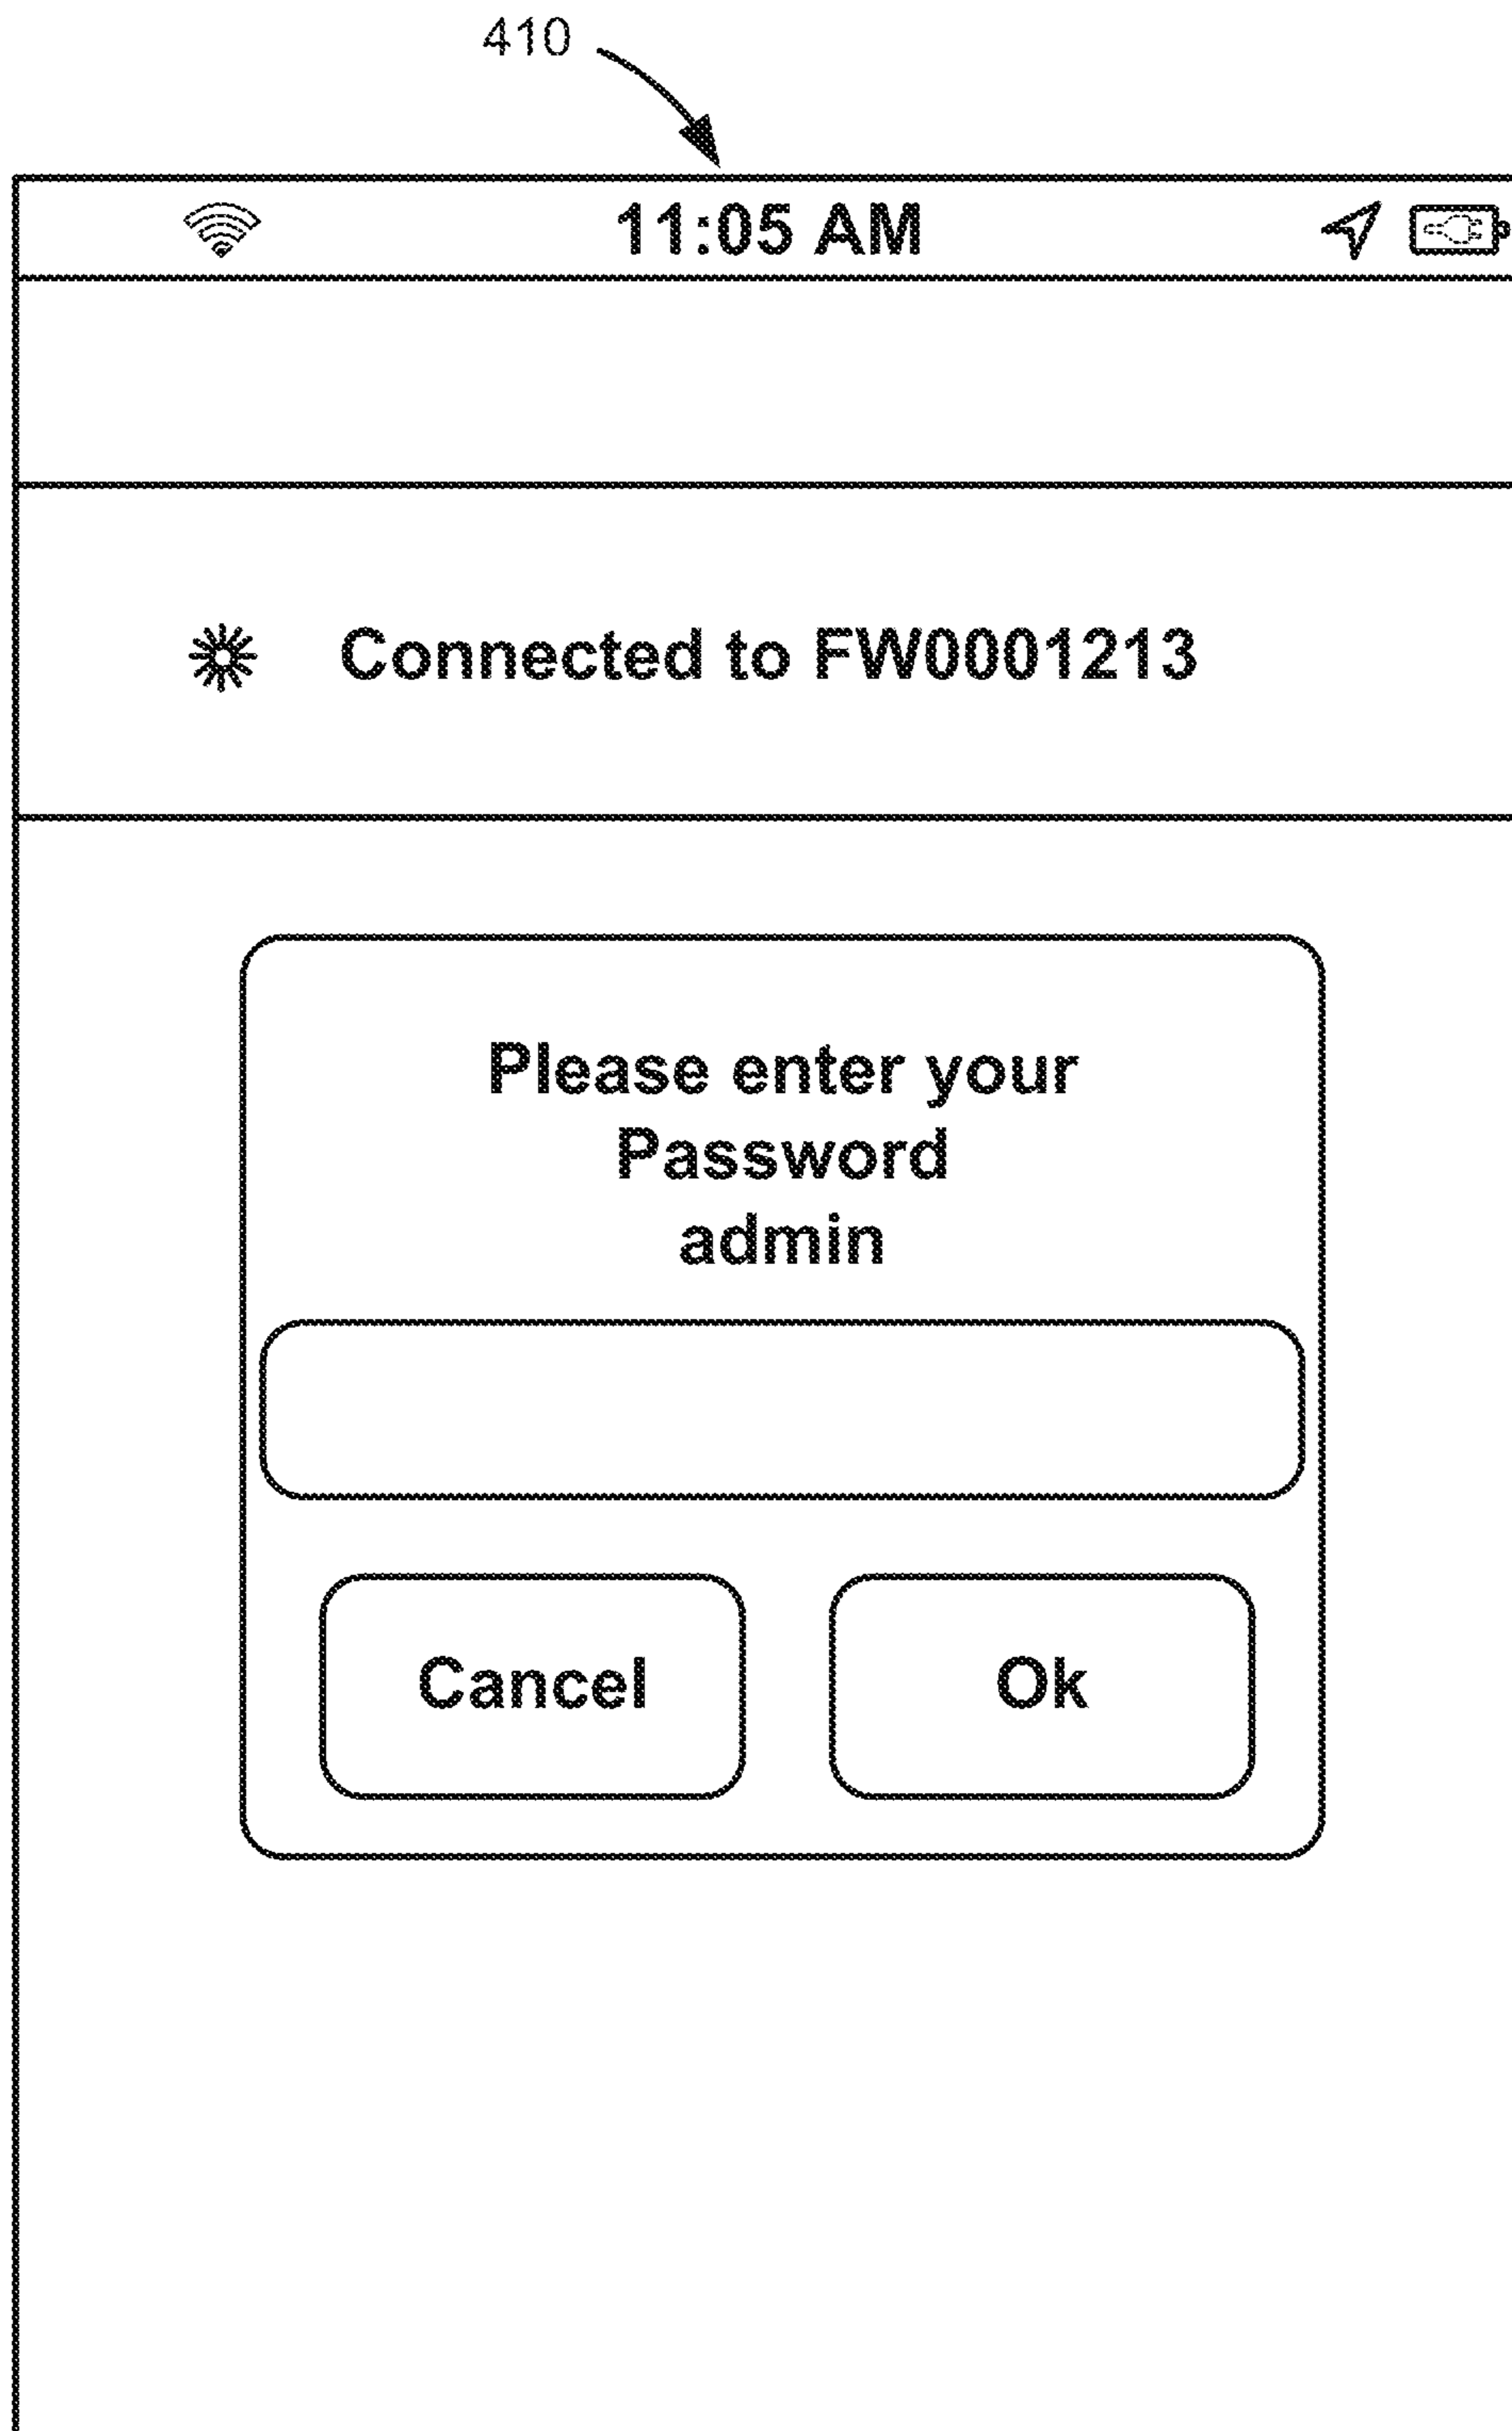 410
11:05 AM
Connected to FW0001213
Please enter your
Password
admin
Cancel
Ok